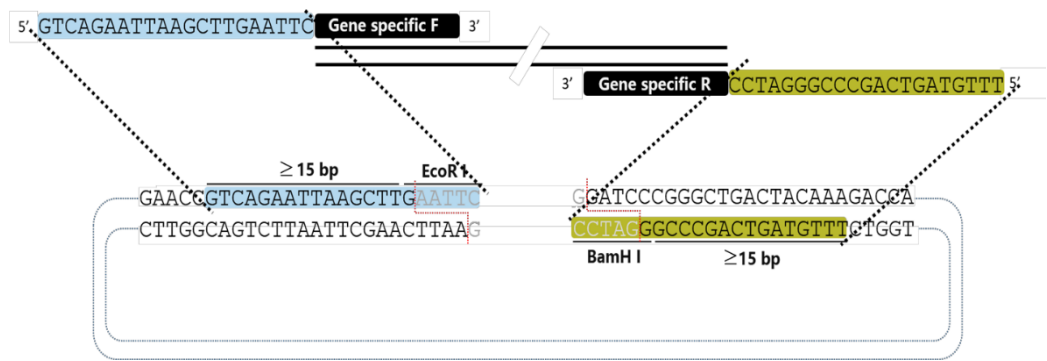 5' GTCAGAATTAAGCTTGAATTC Gene specific F 3'
3' Gene specific R CCTAGGGCCCGACTGATGTTT 5'
≥ 15 bp EcoR I
GAACCGTCAGAATTAAGCTTGAATTC GGATCCCGGGCTGACTACAAAGACCA
CTTGGCAGTCTTAATTCGAACTTAAG CCTAGGGCCCGACTGATGTTTCTGGT
BamH I ≥15 bp